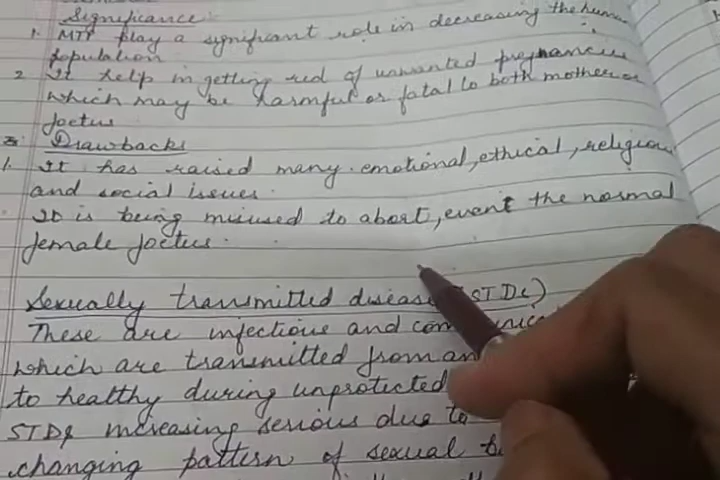 Significance:
1. MTP play a significant role in decreasing the human
population
2. It help in getting red of unwanted pregnancies
which may be harmful or fatal to both mother or
foetus
Drawbacks
1. It has raised many emotional, ethical, religious
and social issues.
It is being misused to abort, event the normal
female foetus.
Sexually transmitted disease (STDs)
These are infectious and
which are transmitted from an
to healthy during unprotected
STDs increasing serious due to
changing pattern of sexual